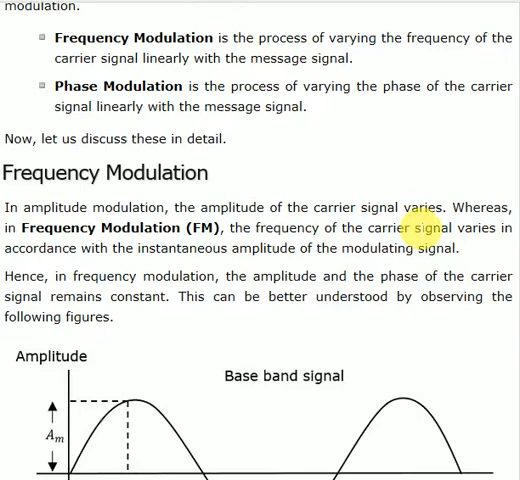 modulation.
Frequency Modulation is the process of varying the frequency of the
carrier signal linearly with the message signal.
Phase Modulation is the process of varying the phase of the carrier
signal linearly with the message signal.
Now, let us discuss these in detail.
Frequency Modulation
In amplitude modulation, the amplitude of the carrier signal varies. Whereas,
in Frequency Modulation (FM), the frequency of the carrier signal varies in
accordance with the instantaneous amplitude of the modulating signal.
Hence, in frequency modulation, the amplitude and the phase of the carrier
signal remains constant. This can be better understood by observing the
following figures.
Amplitude
Base band signal
Am